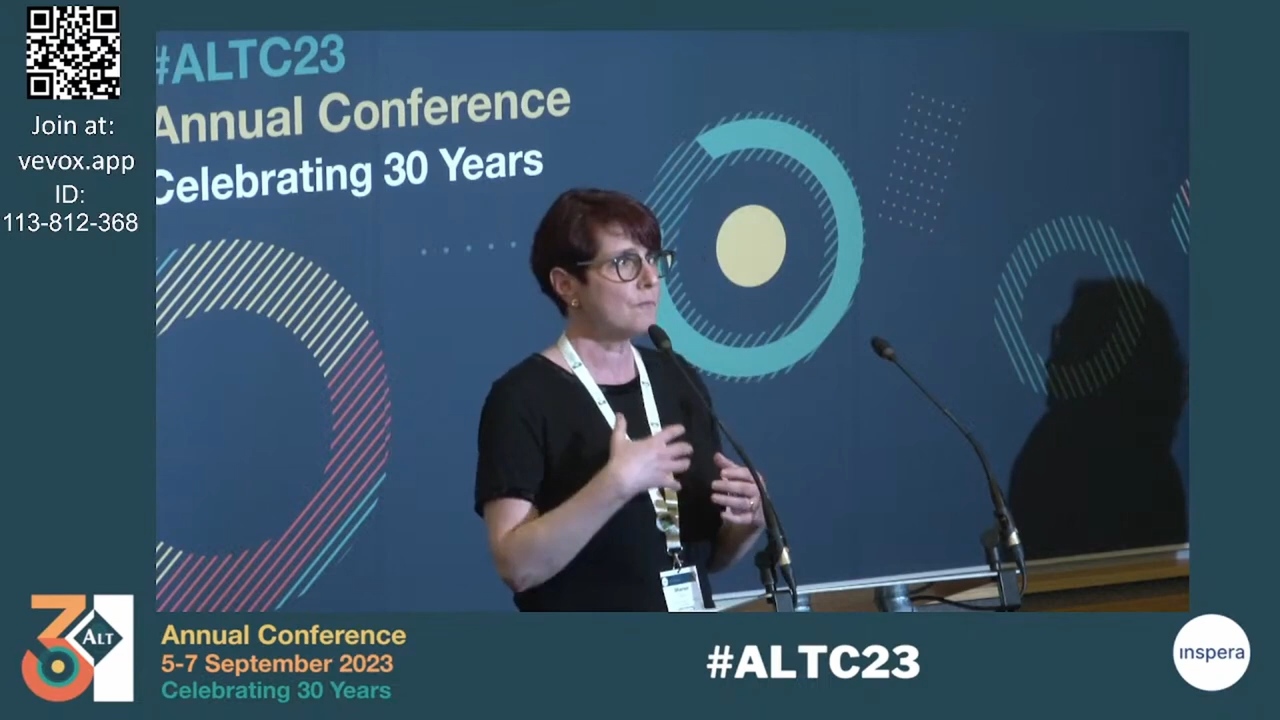 Join at:
vevox.app
ID:
113-812-368
#ALTC23
Annual Conference
Celebrating 30 Years
ALT
Annual Conference
5-7 September 2023
Celebrating 30 Years
#ALTC23
inspera